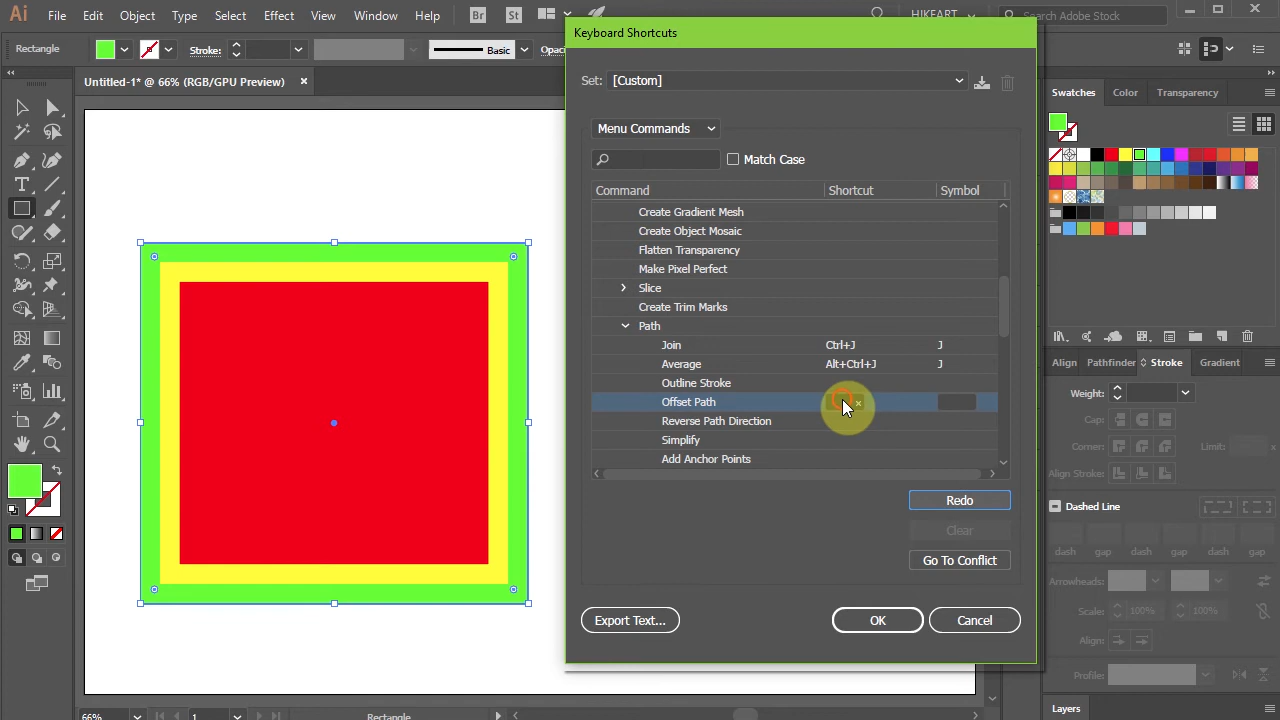 Ai File Edit Object Type Select Effect View Window Help Br St HIKEART Search Adobe Stock
Rectangle Stroke: Basic Opac
Untitled-1* @ 66% (RGB/GPU Preview) ×
Keyboard Shortcuts
Set: [Custom]
Menu Commands
Match Case
Command Shortcut Symbol
Create Gradient Mesh
Create Object Mosaic
Flatten Transparency
Make Pixel Perfect
Slice
Create Trim Marks
Path
Join Ctrl+J J
Average Alt+Ctrl+J J
Outline Stroke
Offset Path
Reverse Path Direction
Simplify
Add Anchor Points
Redo
Clear
Go To Conflict
Export Text... OK Cancel
Swatches Color Transparency
Align Pathfinder Stroke Gradient
Weight:
Cap:
Corner: Limit: x
Align Stroke:
Dashed Line
dash gap dash gap dash gap
Arrowheads:
Scale: 100% 100%
Align:
Profile:
Layers
66% 1 Rectangle